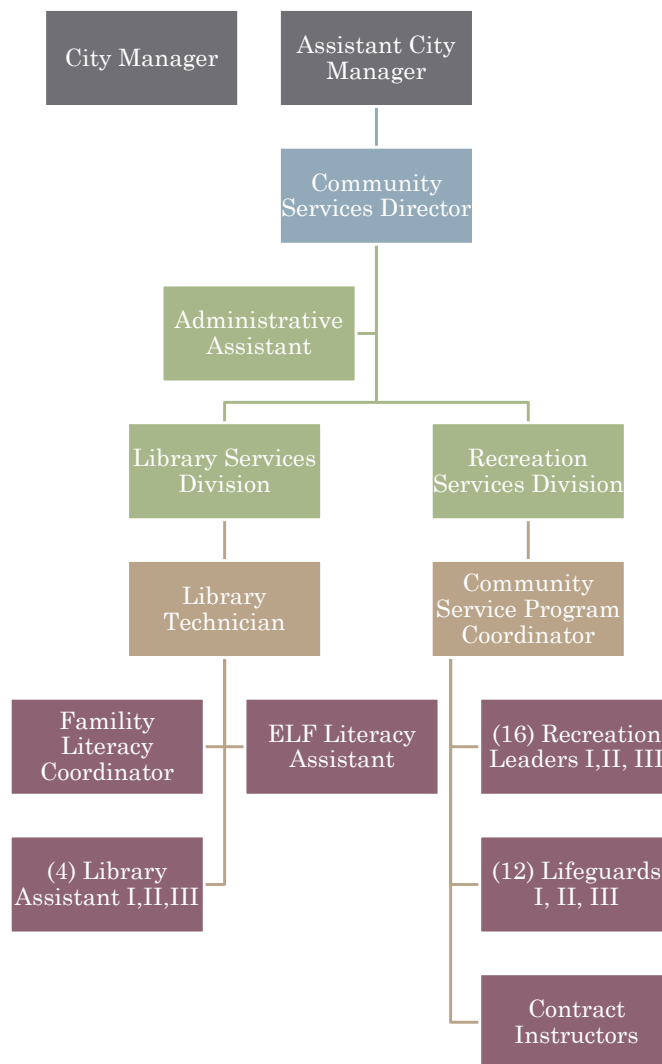 City Manager
Assistant City
Manager
Community
Services Director
Administrative
Assistant
Library Services
Division
Recreation
Services Division
Library
Technician
Community
Service Program
Coordinator
Famility
Literacy
Coordinator
ELF Literacy
Assistant
(16) Recreation
Leaders I,II, III
(4) Library
Assistant I,II,III
(12) Lifeguards
I, II, III
Contract
Instructors